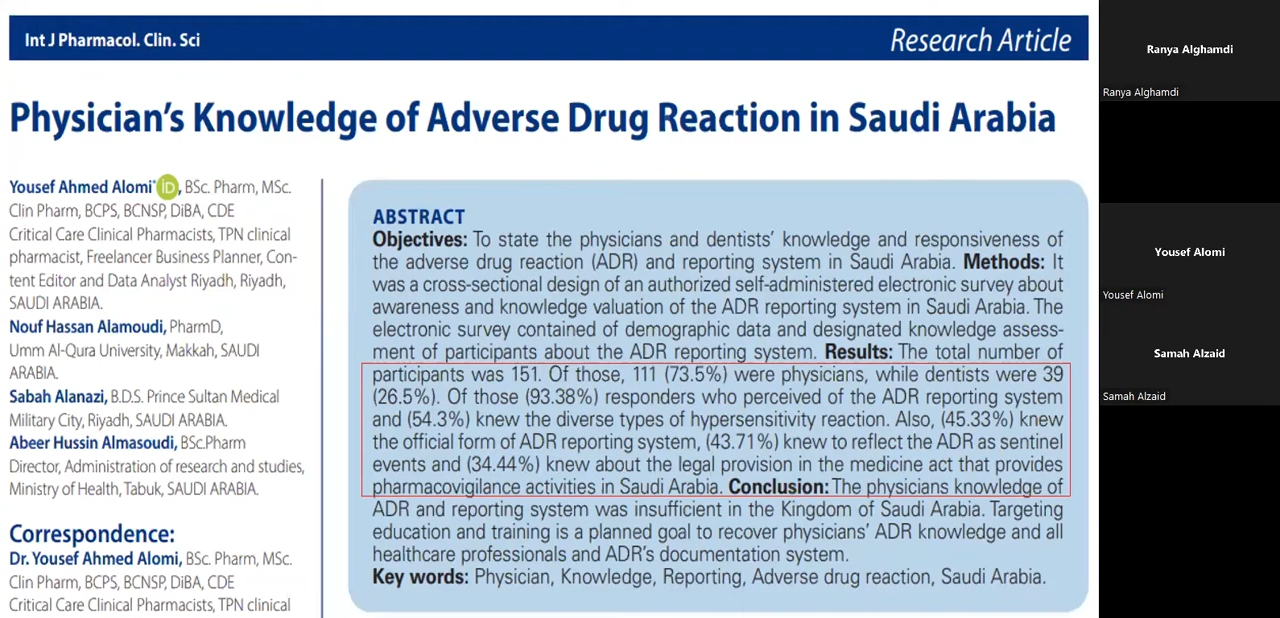 Int J Pharmacol. Clin. Sci
Research Article
Physician's Knowledge of Adverse Drug Reaction in Saudi Arabia
Yousef Ahmed Alomi*, BSc. Pharm, MSc.
Clin Pharm, BCPS, BCNSP, DiBA, CDE
Critical Care Clinical Pharmacists, TPN clinical
pharmacist, Freelancer Business Planner, Con-
tent Editor and Data Analyst Riyadh, Riyadh,
SAUDI ARABIA.
Nouf Hassan Alamoudi, PharmD,
Umm Al-Qura University, Makkah, SAUDI
ARABIA.
Sabah Alanazi, B.D.S. Prince Sultan Medical
Military City, Riyadh, SAUDI ARABIA.
Abeer Hussin Almasoudi, BSc.Pharm
Director, Administration of research and studies,
Ministry of Health, Tabuk, SAUDI ARABIA.
Correspondence:
Dr. Yousef Ahmed Alomi, BSc. Pharm, MSc.
Clin Pharm, BCPS, BCNSP, DiBA, CDE
Critical Care Clinical Pharmacists, TPN clinical
ABSTRACT
Objectives: To state the physicians and dentists' knowledge and responsiveness of
the adverse drug reaction (ADR) and reporting system in Saudi Arabia. Methods: It
was a cross-sectional design of an authorized self-administered electronic survey about
awareness and knowledge valuation of the ADR reporting system in Saudi Arabia. The
electronic survey contained of demographic data and designated knowledge assess-
ment of participants about the ADR reporting system. Results: The total number of
participants was 151. Of those, 111 (73.5%) were physicians, while dentists were 39
(26.5%). Of those (93.38%) responders who perceived of the ADR reporting system
and (54.3%) knew the diverse types of hypersensitivity reaction. Also, (45.33%) knew
the official form of ADR reporting system, (43.71%) knew to reflect the ADR as sentinel
events and (34.44%) knew about the legal provision in the medicine act that provides
pharmacovigilance activities in Saudi Arabia. Conclusion: The physicians knowledge of
ADR and reporting system was insufficient in the Kingdom of Saudi Arabia. Targeting
education and training is a planned goal to recover physicians' ADR knowledge and all
healthcare professionals and ADR's documentation system.
Key words: Physician, Knowledge, Reporting, Adverse drug reaction, Saudi Arabia.
Ranya Alghamdi
Ranya Alghamdi
Yousef Alomi
Yousef Alomi
Samah Alzaid
Samah Alzaid